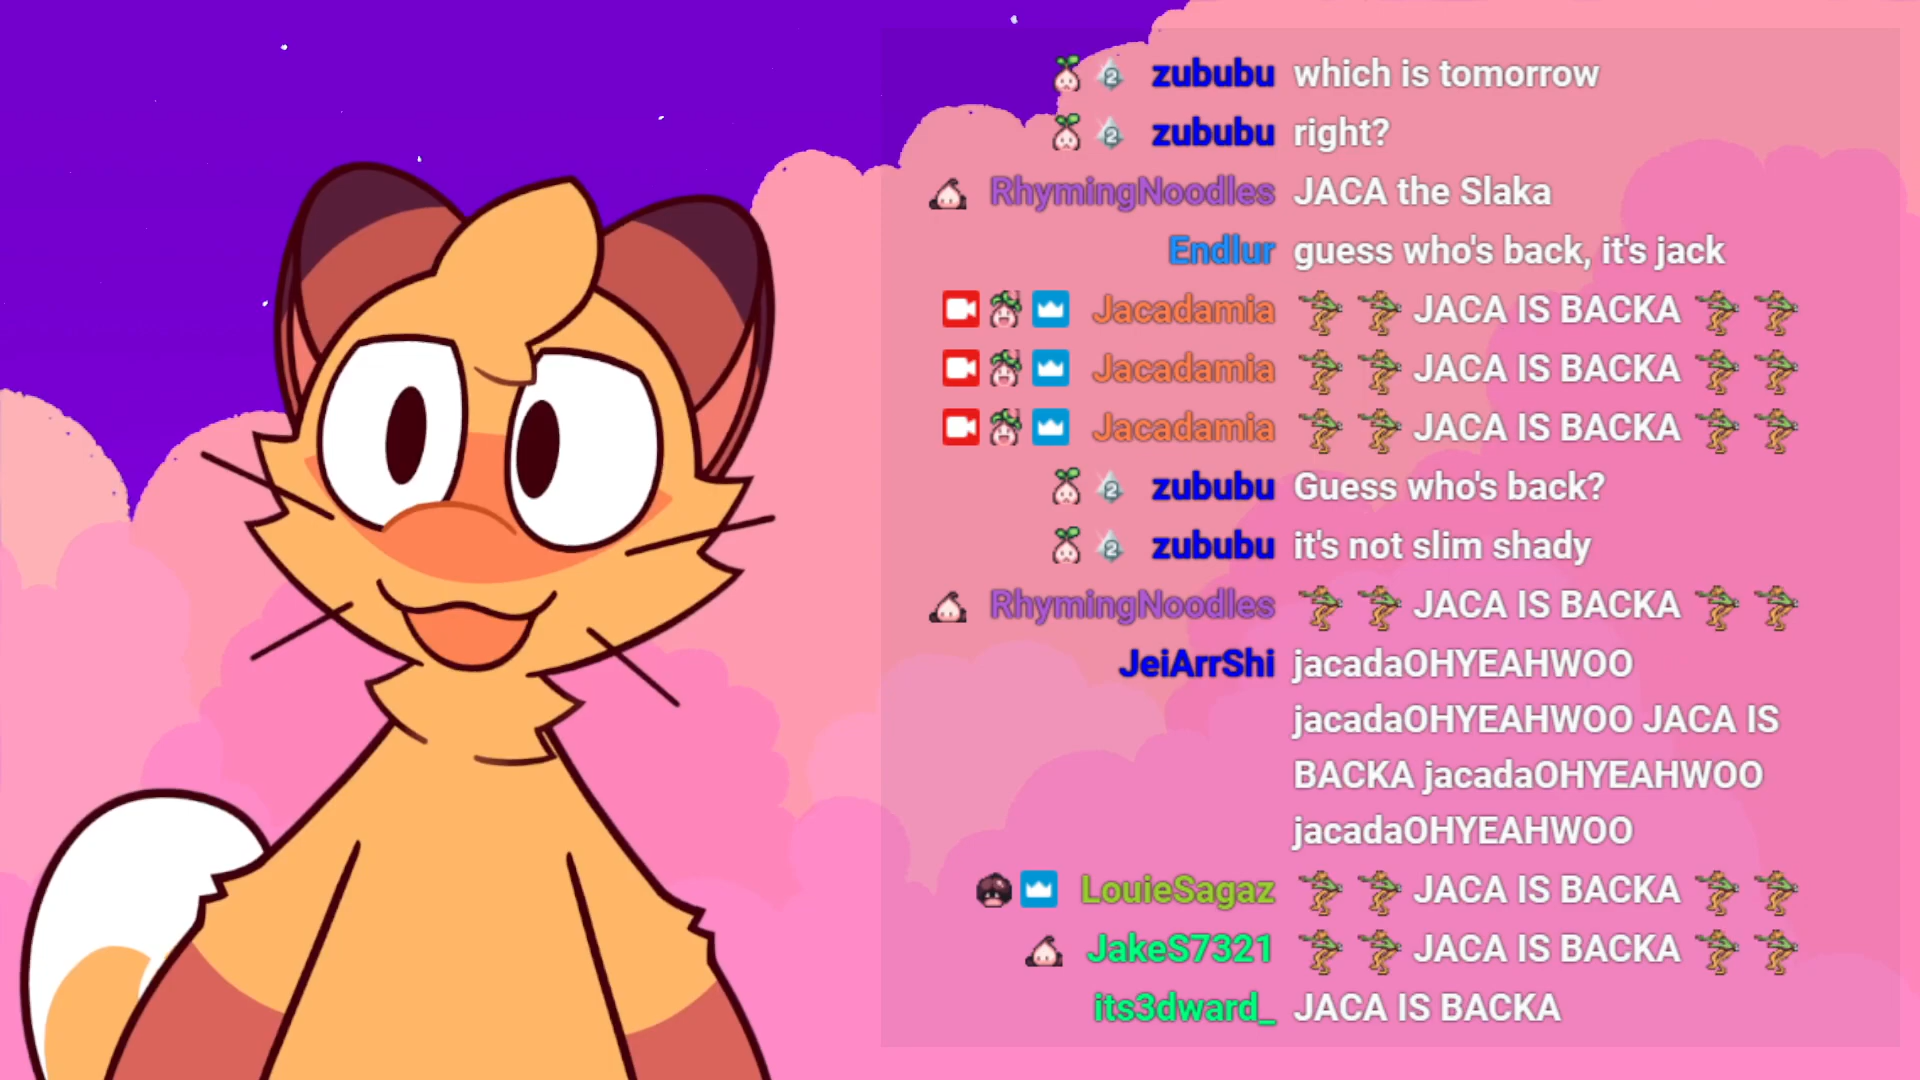 zububu which is tomorrow
zububu right?
RhymingNoodles JACA the Slaka
Endlur guess who's back, it's jack
Jacadamia JACA IS BACKA
Jacadamia JACA IS BACKA
Jacadamia JACA IS BACKA
zububu Guess who's back?
zububu it's not slim shady
RhymingNoodles JACA IS BACKA
JeiArrShi jacadaOHYEAHWOO
jacadaOHYEAHWOO JACA IS
BACKA jacadaOHYEAHWOO
jacadaOHYEAHWOO
LouieSagaz JACA IS BACKA
JakeS7321 JACA IS BACKA
its3dward_ JACA IS BACKA